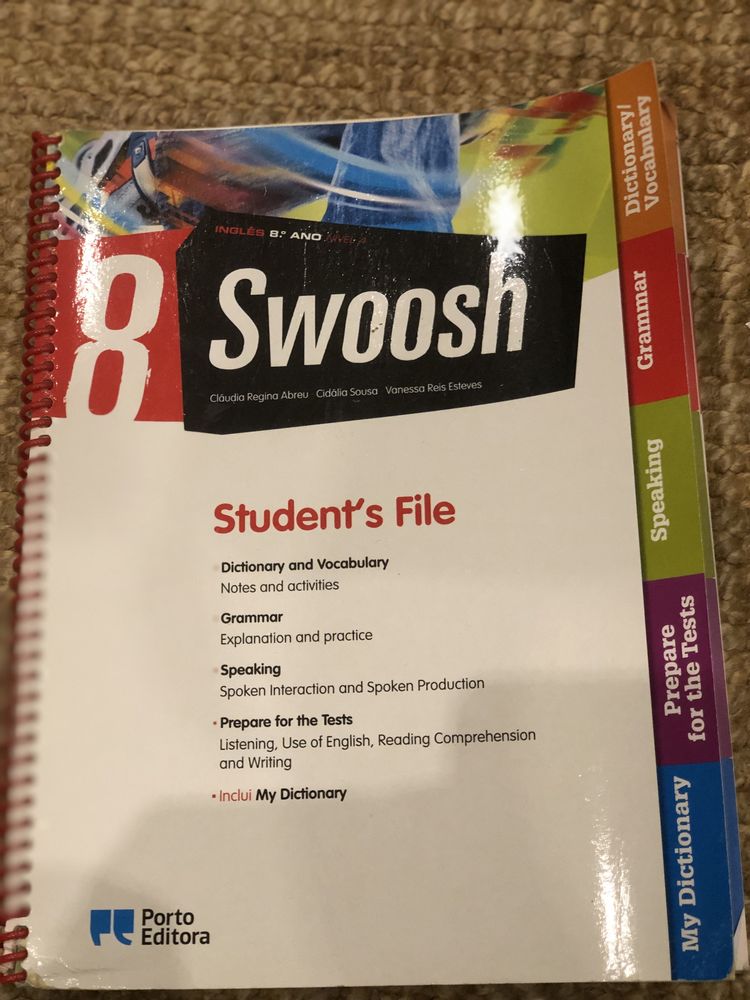 INGLÊS 8.º ANO NÍVEL 4
8
Swoosh
Cláudia Regina Abreu Cidália Sousa Vanessa Reis Esteves
Student's File
Dictionary and Vocabulary
Notes and activities
Grammar
Explanation and practice
Speaking
Spoken Interaction and Spoken Production
Prepare for the Tests
Listening, Use of English, Reading Comprehension
and Writing
Inclui My Dictionary
Porto
Editora
Dictionary/
Vocabulary
Grammar
Speaking
Prepare
for the Tests
My Dictionary